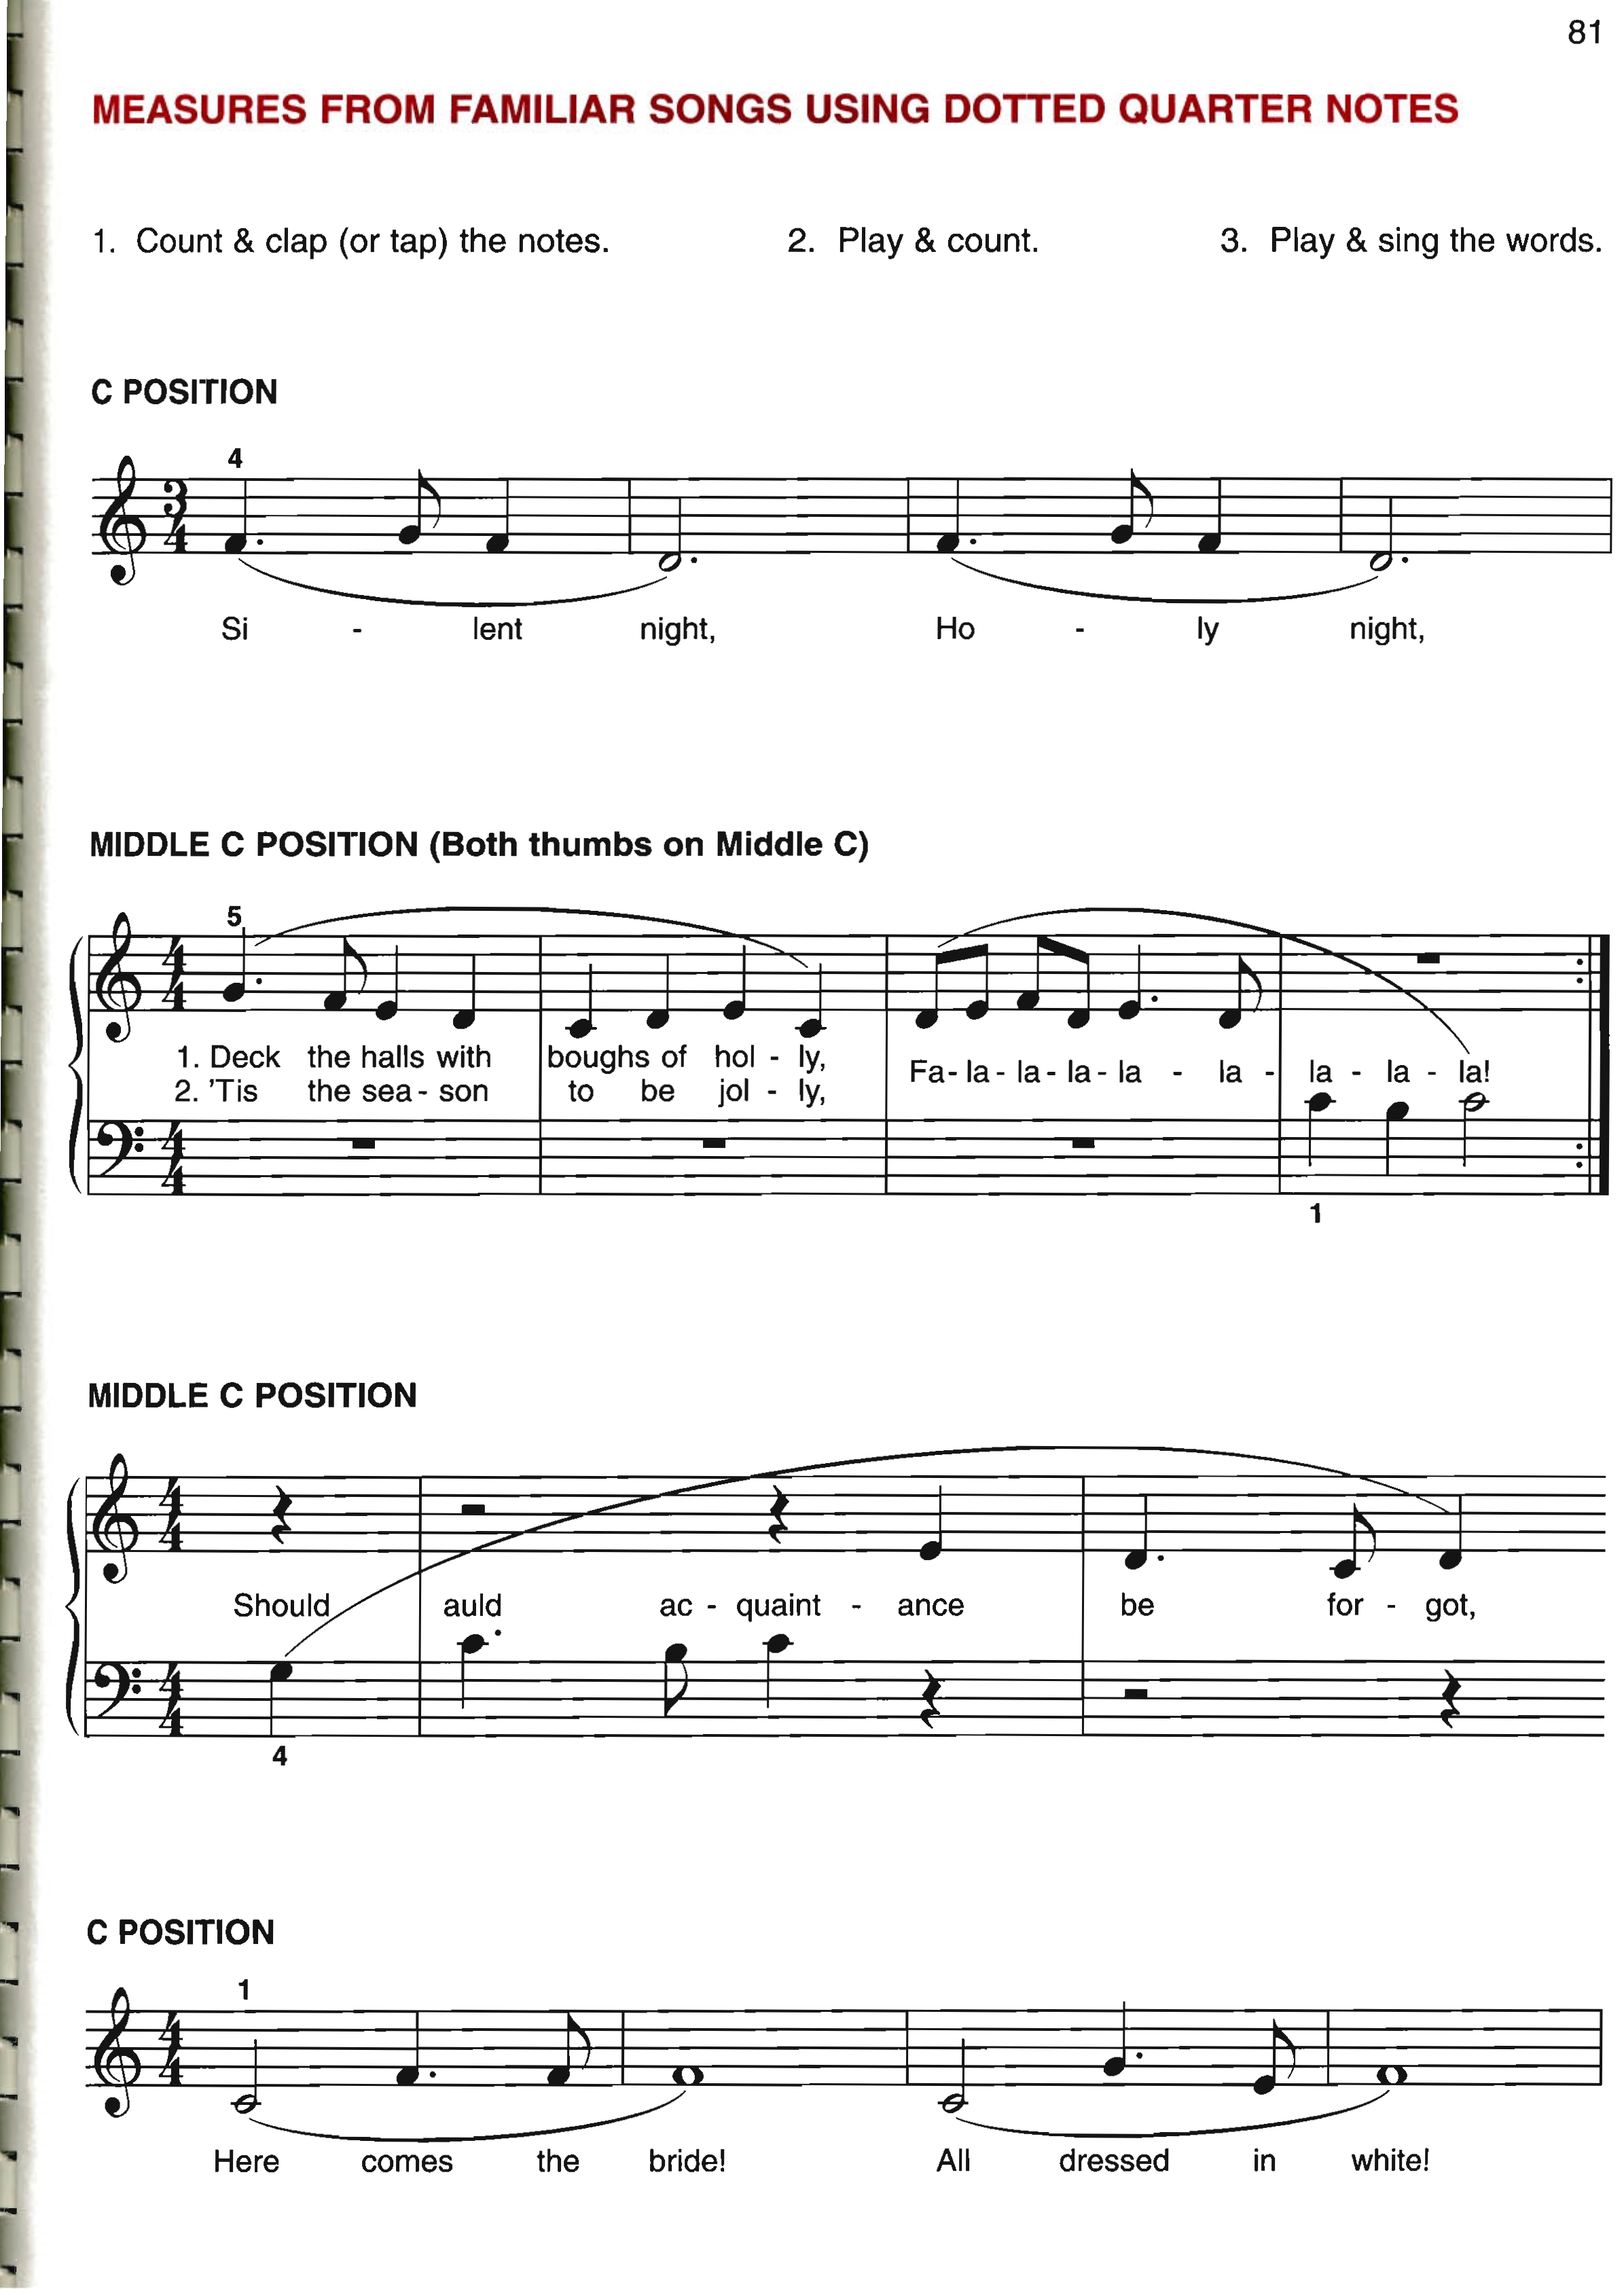 81
MEASURES FROM FAMILIAR SONGS USING DOTTED QUARTER NOTES
1. Count & clap (or tap) the notes. 2. Play & count. 3. Play & sing the words.
C POSITION
4
3
4
Si - lent night, Ho - ly night,
MIDDLE C POSITION (Both thumbs on Middle C)
5
4
4
1. Deck the halls with boughs of hol - ly, Fa - la - la - la - la - la - la - la - la!
2. 'Tis the sea - son to be jol - ly,
4
4
1
MIDDLE C POSITION
4
4
Should auld ac - quaint - ance be for - got,
4
4
4
C POSITION
1
4
4
Here comes the bride! All dressed in white!